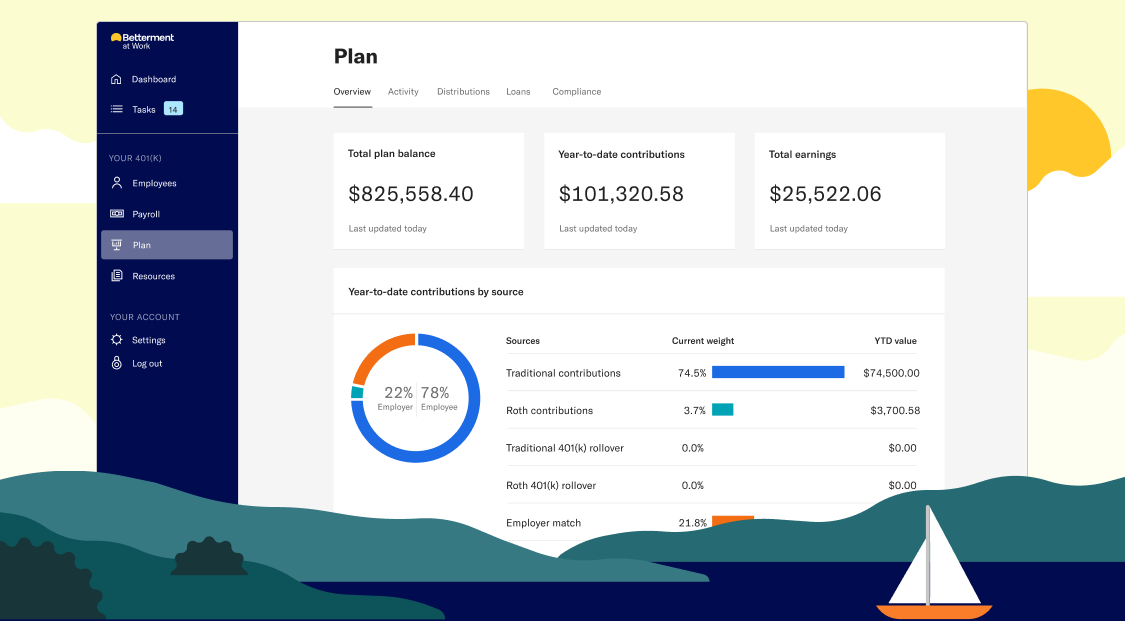 Betterment
at Work
Dashboard
Tasks 14
YOUR 401(K)
Employees
Payroll
Plan
Resources
YOUR ACCOUNT
Settings
Log out
Plan
Overview Activity Distributions Loans Compliance
Total plan balance
$825,558.40
Last updated today
Year-to-date contributions
$101,320.58
Last updated today
Total earnings
$25,522.06
Last updated today
Year-to-date contributions by source
22% 78%
Employer Employee
Sources Current weight YTD value
Traditional contributions 74.5% $74,500.00
Roth contributions 3.7% $3,700.58
Traditional 401(k) rollover 0.0% $0.00
Roth 401(k) rollover 0.0% $0.00
Employer match 21.8%